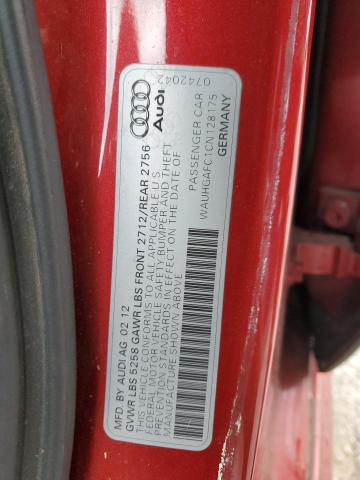 MFD. BY AUDI AG 02 12
GVWR LBS 5258 GAWR LBS FRONT 2712/REAR 2756
THIS VEHICLE CONFORMS TO ALL APPLICABLE U S
FEDERAL MOTOR VEHICLE SAFETY BUMPER AND THEFT
PREVENTION STANDARDS IN EFFECT ON THE DATE OF
MANUFACTURE SHOWN ABOVE
PASSENGER CAR
WAUHGAFC1CN128175
GERMANY
Audi
0742042